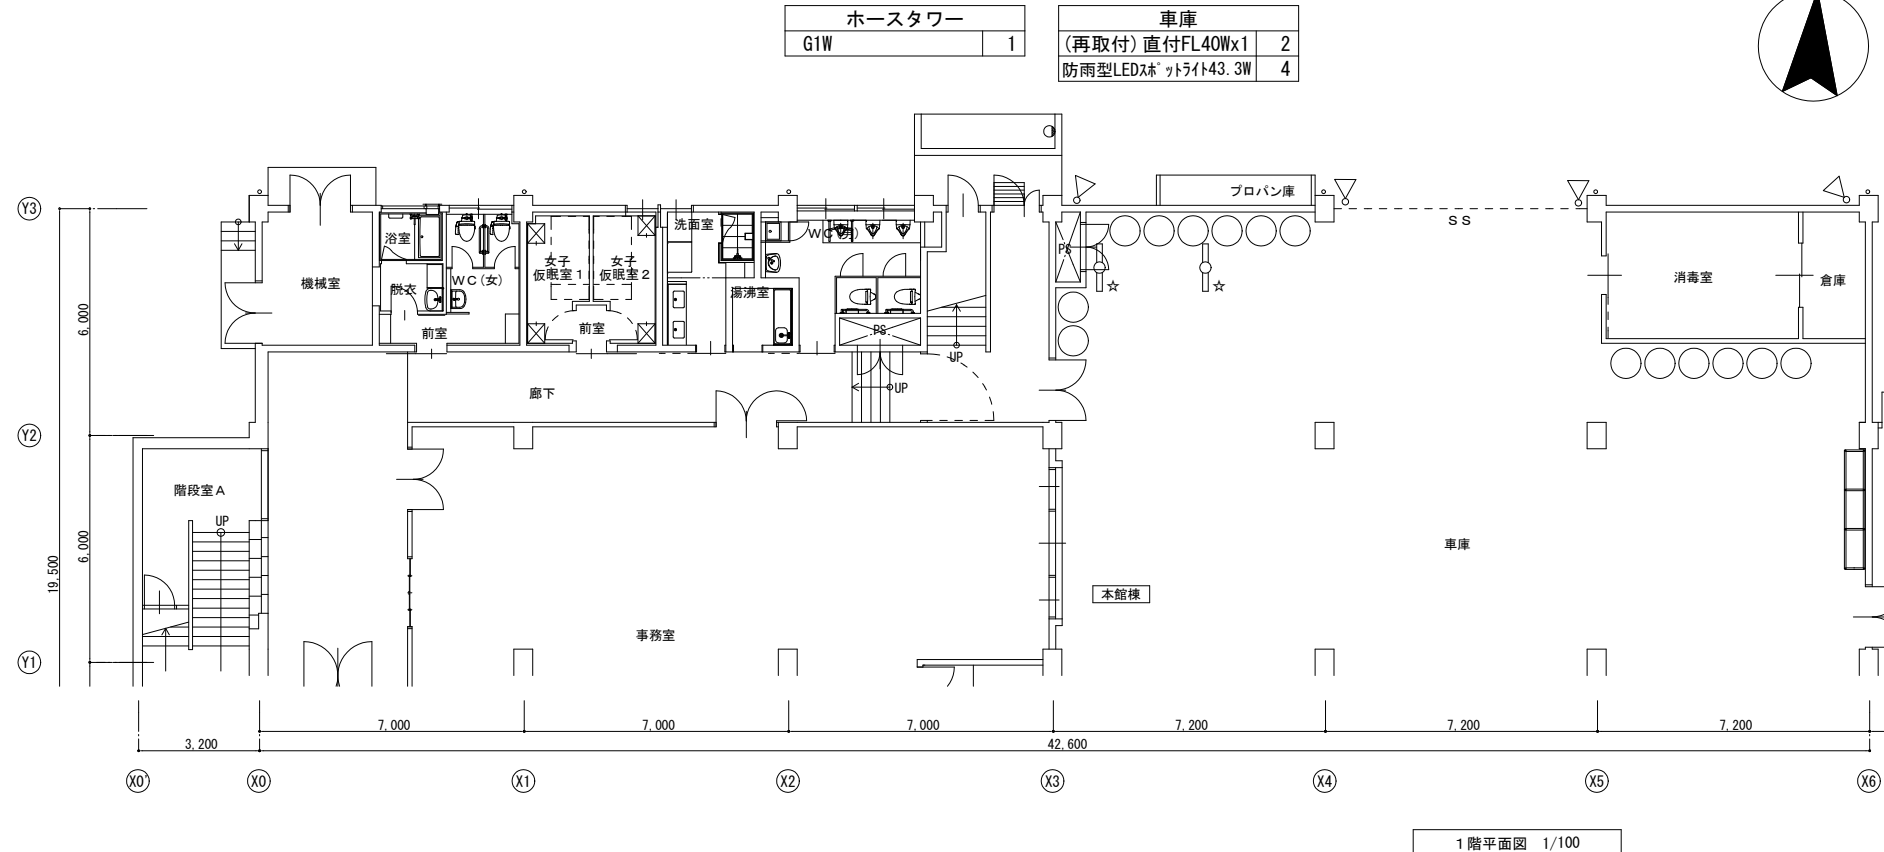 ホースタワー
G1W 1
車庫
(再取付)直付FL40Wx1 2
防雨型LEDｽﾎﾟｯﾄﾗｲﾄ43.3W 4
プロパン庫
Y3
SS
洗面室
WC(男)
浴室
PS
女子
仮眠室1
女子
仮眠室2
機械室
脱衣
WC(女)
湯沸室
☆
☆
消毒室
倉庫
6,000
前室
前室
PS
UP
廊下
UP
Y2
階段室A
UP
6,000
19,500
車庫
本館棟
事務室
Y1
7,000
7,000
7,000
7,200
7,200
7,200
3,200
42,600
X0'
X0
X1
X2
X3
X4
X5
X6
1階平面図 1/100